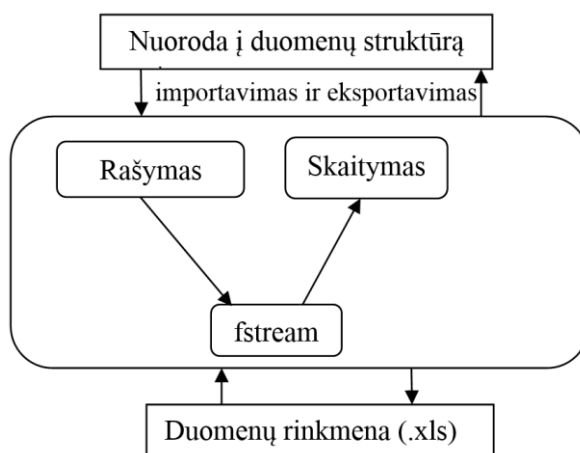 Nuoroda į duomenų struktūrą
importavimas ir eksportavimas
Rašymas
Skaitymas
fstream
Duomenų rinkmena (.xls)